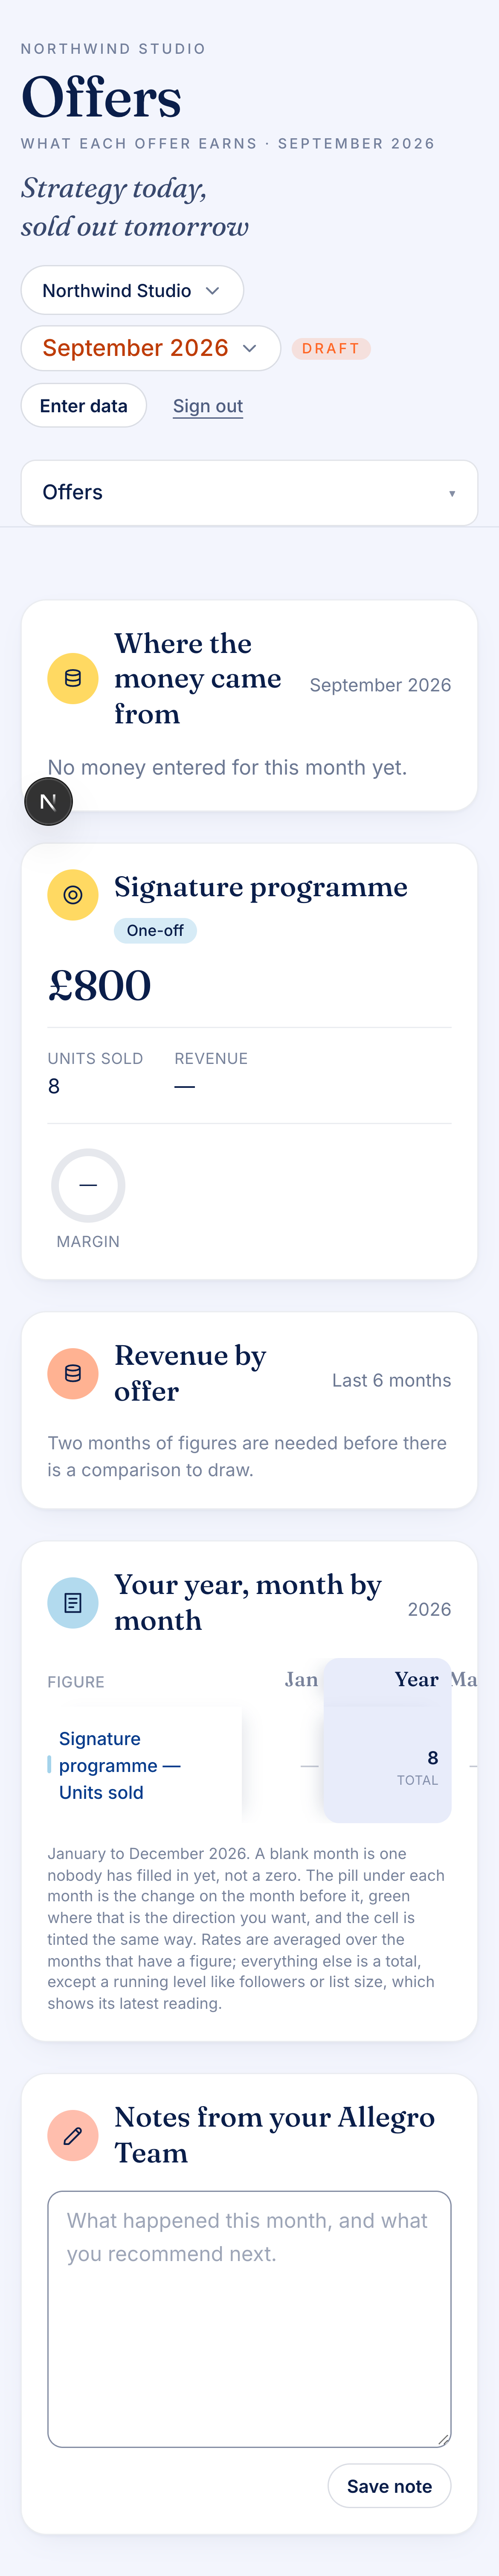 NORTHWIND STUDIO
Offers
WHAT EACH OFFER EARNS · SEPTEMBER 2026
Strategy today,
sold out tomorrow
Northwind Studio
September 2026
DRAFT
Enter data
Sign out
Offers
Where the
money came
from
September 2026
No money entered for this month yet.
N
Signature programme
One-off
£800
UNITS SOLD
REVENUE
8
—
—
MARGIN
Revenue by
offer
Last 6 months
Two months of figures are needed before there
is a comparison to draw.
Your year, month by
month
2026
FIGURE
Jan
Year
Ma
Signature
programme —
Units sold
—
8
TOTAL
—
January to December 2026. A blank month is one
nobody has filled in yet, not a zero. The pill under each
month is the change on the month before it, green
where that is the direction you want, and the cell is
tinted the same way. Rates are averaged over the
months that have a figure; everything else is a total,
except a running level like followers or list size, which
shows its latest reading.
Notes from your Allegro
Team
What happened this month, and what
you recommend next.
Save note